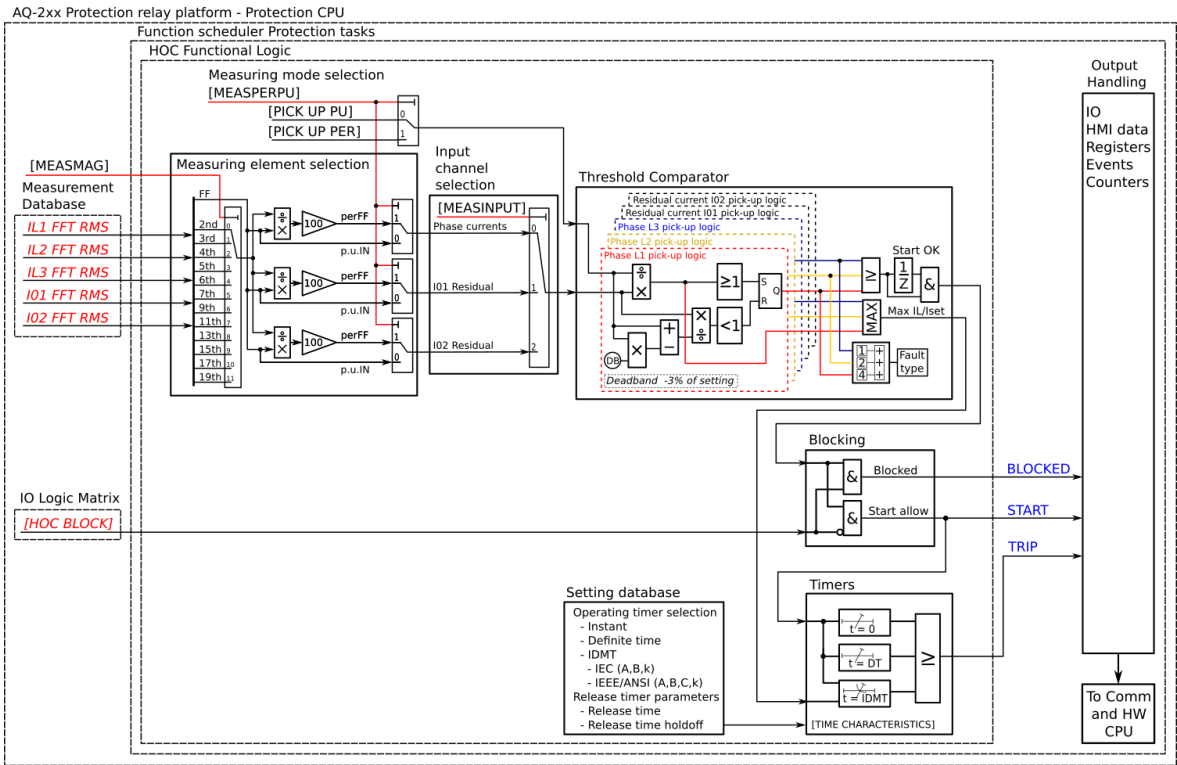 AQ-2xx Protection relay platform - Protection CPU
Function scheduler Protection tasks
HOC Functional Logic
Measuring mode selection
[MEASPERPU]
[PICK UP PU]
0
[PICK UP PER]
1
[MEASMAG]
Measurement
Database
IL1 FFT RMS
IL2 FFT RMS
IL3 FFT RMS
I01 FFT RMS
I02 FFT RMS
Measuring element selection
FF
2nd
0
3rd
1
4th
2
5th
3
6th
4
7th
5
9th
6
11th
7
13th
8
15th
9
17th
10
19th
11
÷
×
100
perFF
1
0
p.u.IN
÷
×
100
perFF
1
0
p.u.IN
÷
×
100
perFF
1
0
p.u.IN
Input
channel
selection
[MEASINPUT]
Phase currents
0
I01 Residual
1
I02 Residual
2
Threshold Comparator
Residual current I02 pick-up logic
Residual current I01 pick-up logic
Phase L3 pick-up logic
Phase L2 pick-up logic
Phase L1 pick-up logic
÷
×
≥1
S
Q
R
×
÷
<1
+
−
×
DB
Deadband -3% of setting
≥
1
Z
Start OK
&
MAX
Max IL/Iset
1 +
2 +
4 +
Fault
type
Blocking
&
Blocked
&
Start allow
BLOCKED
START
TRIP
IO Logic Matrix
[HOC BLOCK]
Setting database
Operating timer selection
- Instant
- Definite time
- IDMT
- IEC (A,B,k)
- IEEE/ANSI (A,B,C,k)
Release timer parameters
- Release time
- Release time holdoff
Timers
t = 0
t = DT
t = IDMT
≥
[TIME CHARACTERISTICS]
Output
Handling
IO
HMI data
Registers
Events
Counters
To Comm
and HW
CPU